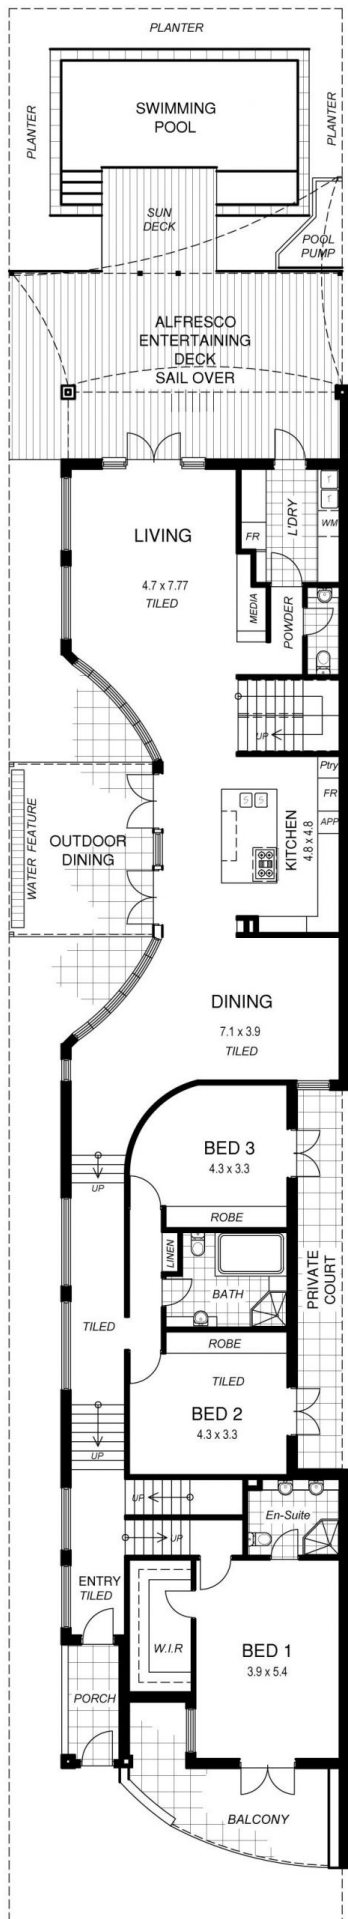 PLANTER
PLANTER
PLANTER
SWIMMING
POOL
SUN
DECK
POOL
PUMP
ALFRESCO
ENTERTAINING
DECK
SAIL OVER
LIVING
4.7 x 7.77
TILED
FR
L'DRY
WM
MEDIA
POWDER
UP
WATER FEATURE
OUTDOOR
DINING
KITCHEN
4.8 x 4.8
Ptry
FR
APP
DINING
7.1 x 3.9
TILED
BED 3
4.3 x 3.3
UP
ROBE
LINEN
BATH
PRIVATE
COURT
TILED
ROBE
TILED
BED 2
4.3 x 3.3
UP
UP
En-Suite
UP
ENTRY
TILED
W.I.R
BED 1
3.9 x 5.4
PORCH
BALCONY